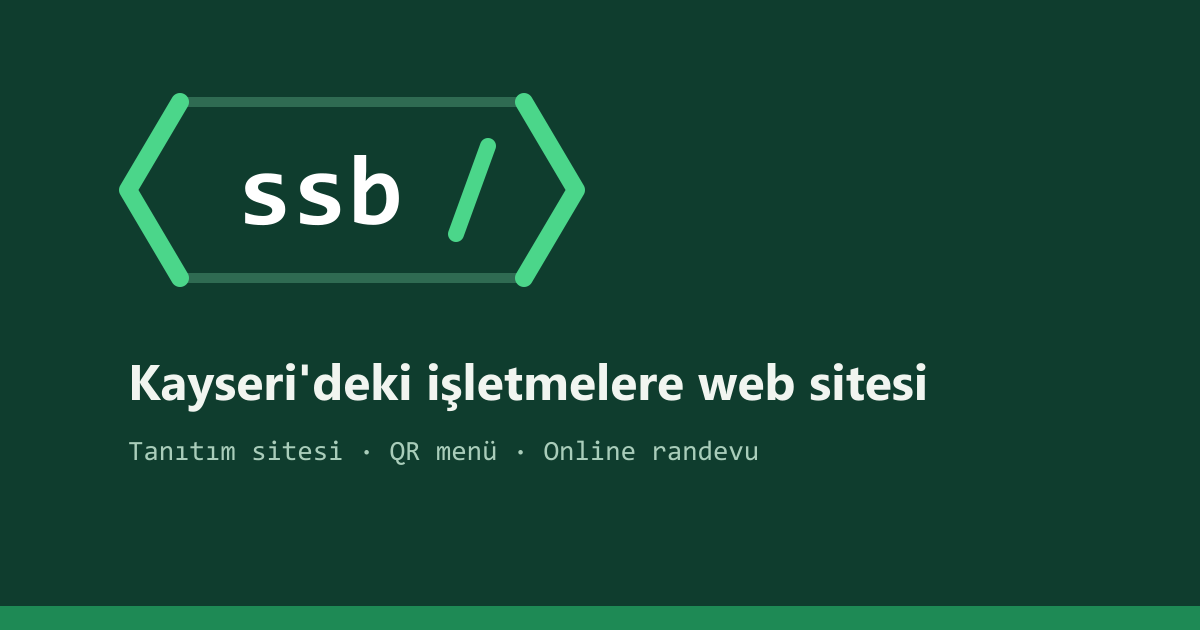 ssb /
Kayseri'deki işletmelere web sitesi
Tanıtım sitesi · QR menü · Online randevu